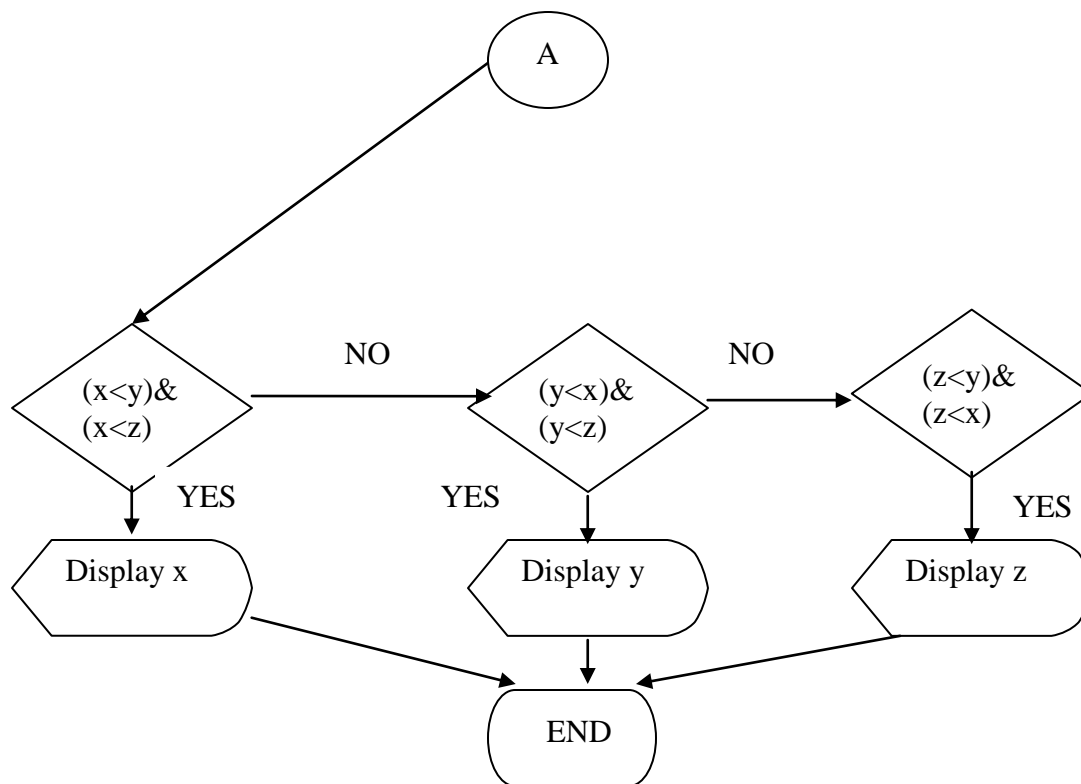 A
NO
NO
(x<y)&
(x<z)
(y<x)&
(y<z)
(z<y)&
(z<x)
YES
YES
YES
Display x
Display y
Display z
END